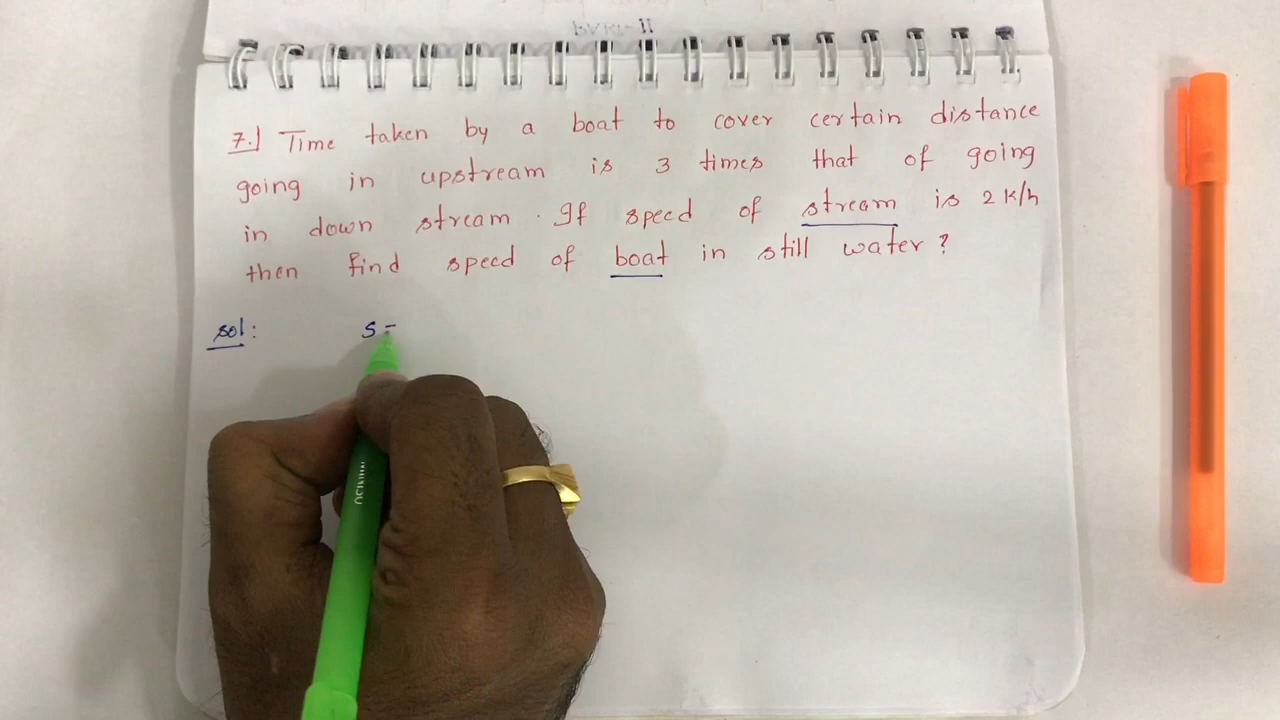 7.) Time taken by a boat to cover certain distance
going in upstream is 3 times that of going
in down stream. If speed of stream is 2 k/h
then find speed of boat in still water?
sol: s =